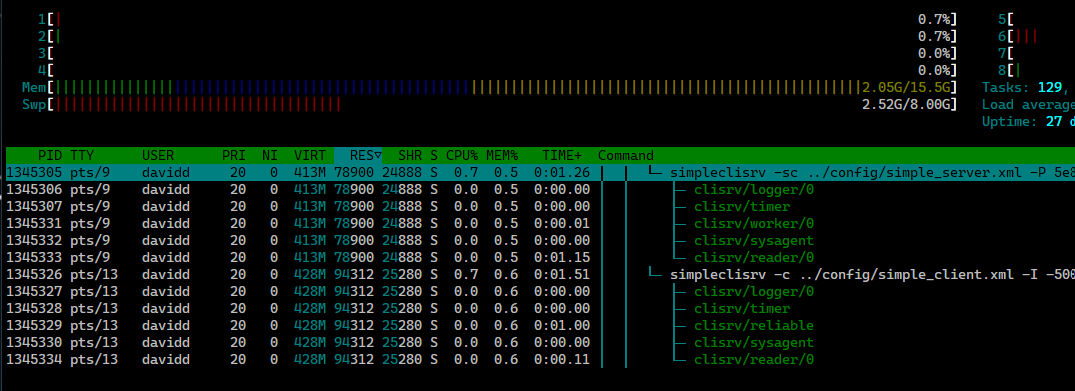 1[| 0.7%] 5[
2[| 0.7%] 6[|||
3[ 0.0%] 7[
4[ 0.0%] 8[|
Mem[||||||||||||||||||||||||||||||||||||||||||||||||||||||||||||||||||||||||||||||||||||||||||||||||||||2.05G/15.5G] Tasks: 129,
Swp[|||||||||||||||||||||||||||||||||||| 2.52G/8.00G] Load average
Uptime: 27 d
PID TTY USER PRI NI VIRT RES▽ SHR S CPU% MEM% TIME+ Command
1345305 pts/9 davidd 20 0 413M 78900 24888 S 0.7 0.5 0:01.26 │ │ └─ simpleclisrv -sc ../config/simple_server.xml -P 5e8
1345306 pts/9 davidd 20 0 413M 78900 24888 S 0.0 0.5 0:00.00 │ │ ├─ clisrv/logger/0
1345307 pts/9 davidd 20 0 413M 78900 24888 S 0.0 0.5 0:00.00 │ │ ├─ clisrv/timer
1345331 pts/9 davidd 20 0 413M 78900 24888 S 0.0 0.5 0:00.01 │ │ ├─ clisrv/worker/0
1345332 pts/9 davidd 20 0 413M 78900 24888 S 0.0 0.5 0:00.00 │ │ ├─ clisrv/sysagent
1345333 pts/9 davidd 20 0 413M 78900 24888 S 0.0 0.5 0:01.15 │ │ └─ clisrv/reader/0
1345326 pts/13 davidd 20 0 428M 94312 25280 S 0.7 0.6 0:01.51 │ └─ simpleclisrv -c ../config/simple_client.xml -I -500
1345327 pts/13 davidd 20 0 428M 94312 25280 S 0.0 0.6 0:00.00 │ ├─ clisrv/logger/0
1345328 pts/13 davidd 20 0 428M 94312 25280 S 0.0 0.6 0:00.00 │ ├─ clisrv/timer
1345329 pts/13 davidd 20 0 428M 94312 25280 S 0.0 0.6 0:01.00 │ ├─ clisrv/reliable
1345330 pts/13 davidd 20 0 428M 94312 25280 S 0.0 0.6 0:00.00 │ ├─ clisrv/sysagent
1345334 pts/13 davidd 20 0 428M 94312 25280 S 0.0 0.6 0:00.11 │ └─ clisrv/reader/0